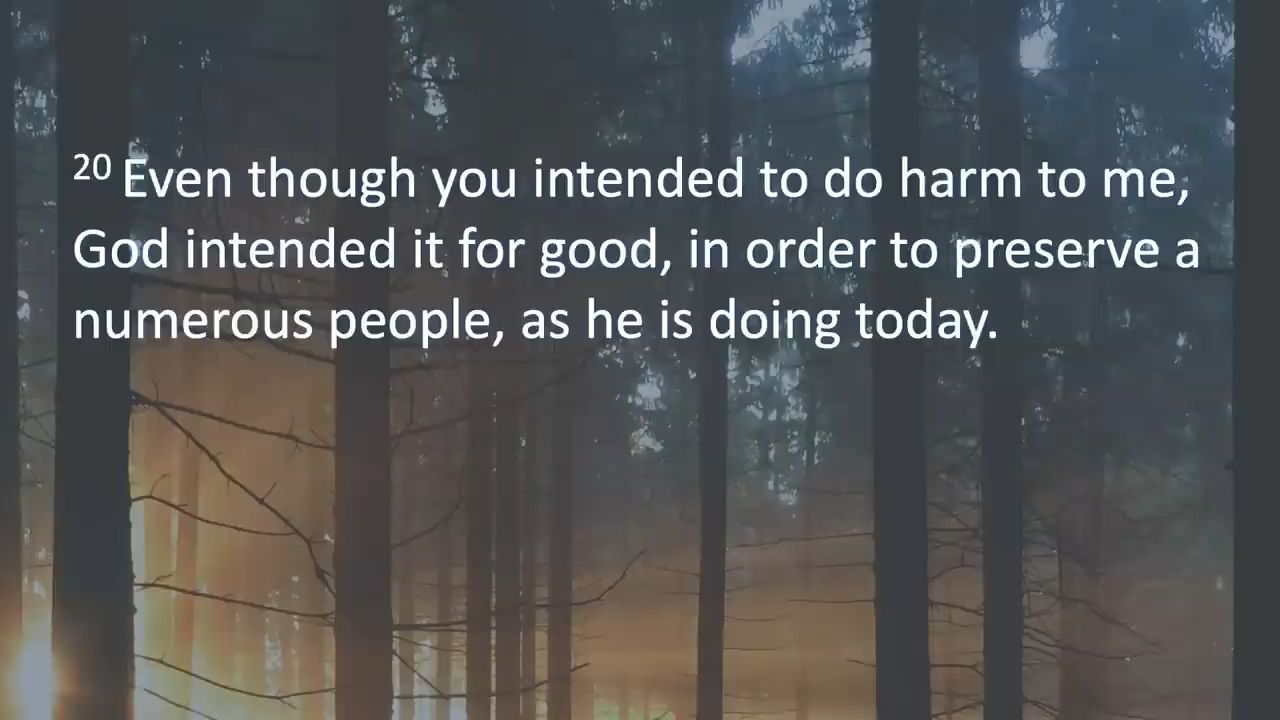 20 Even though you intended to do harm to me,
God intended it for good, in order to preserve a
numerous people, as he is doing today.